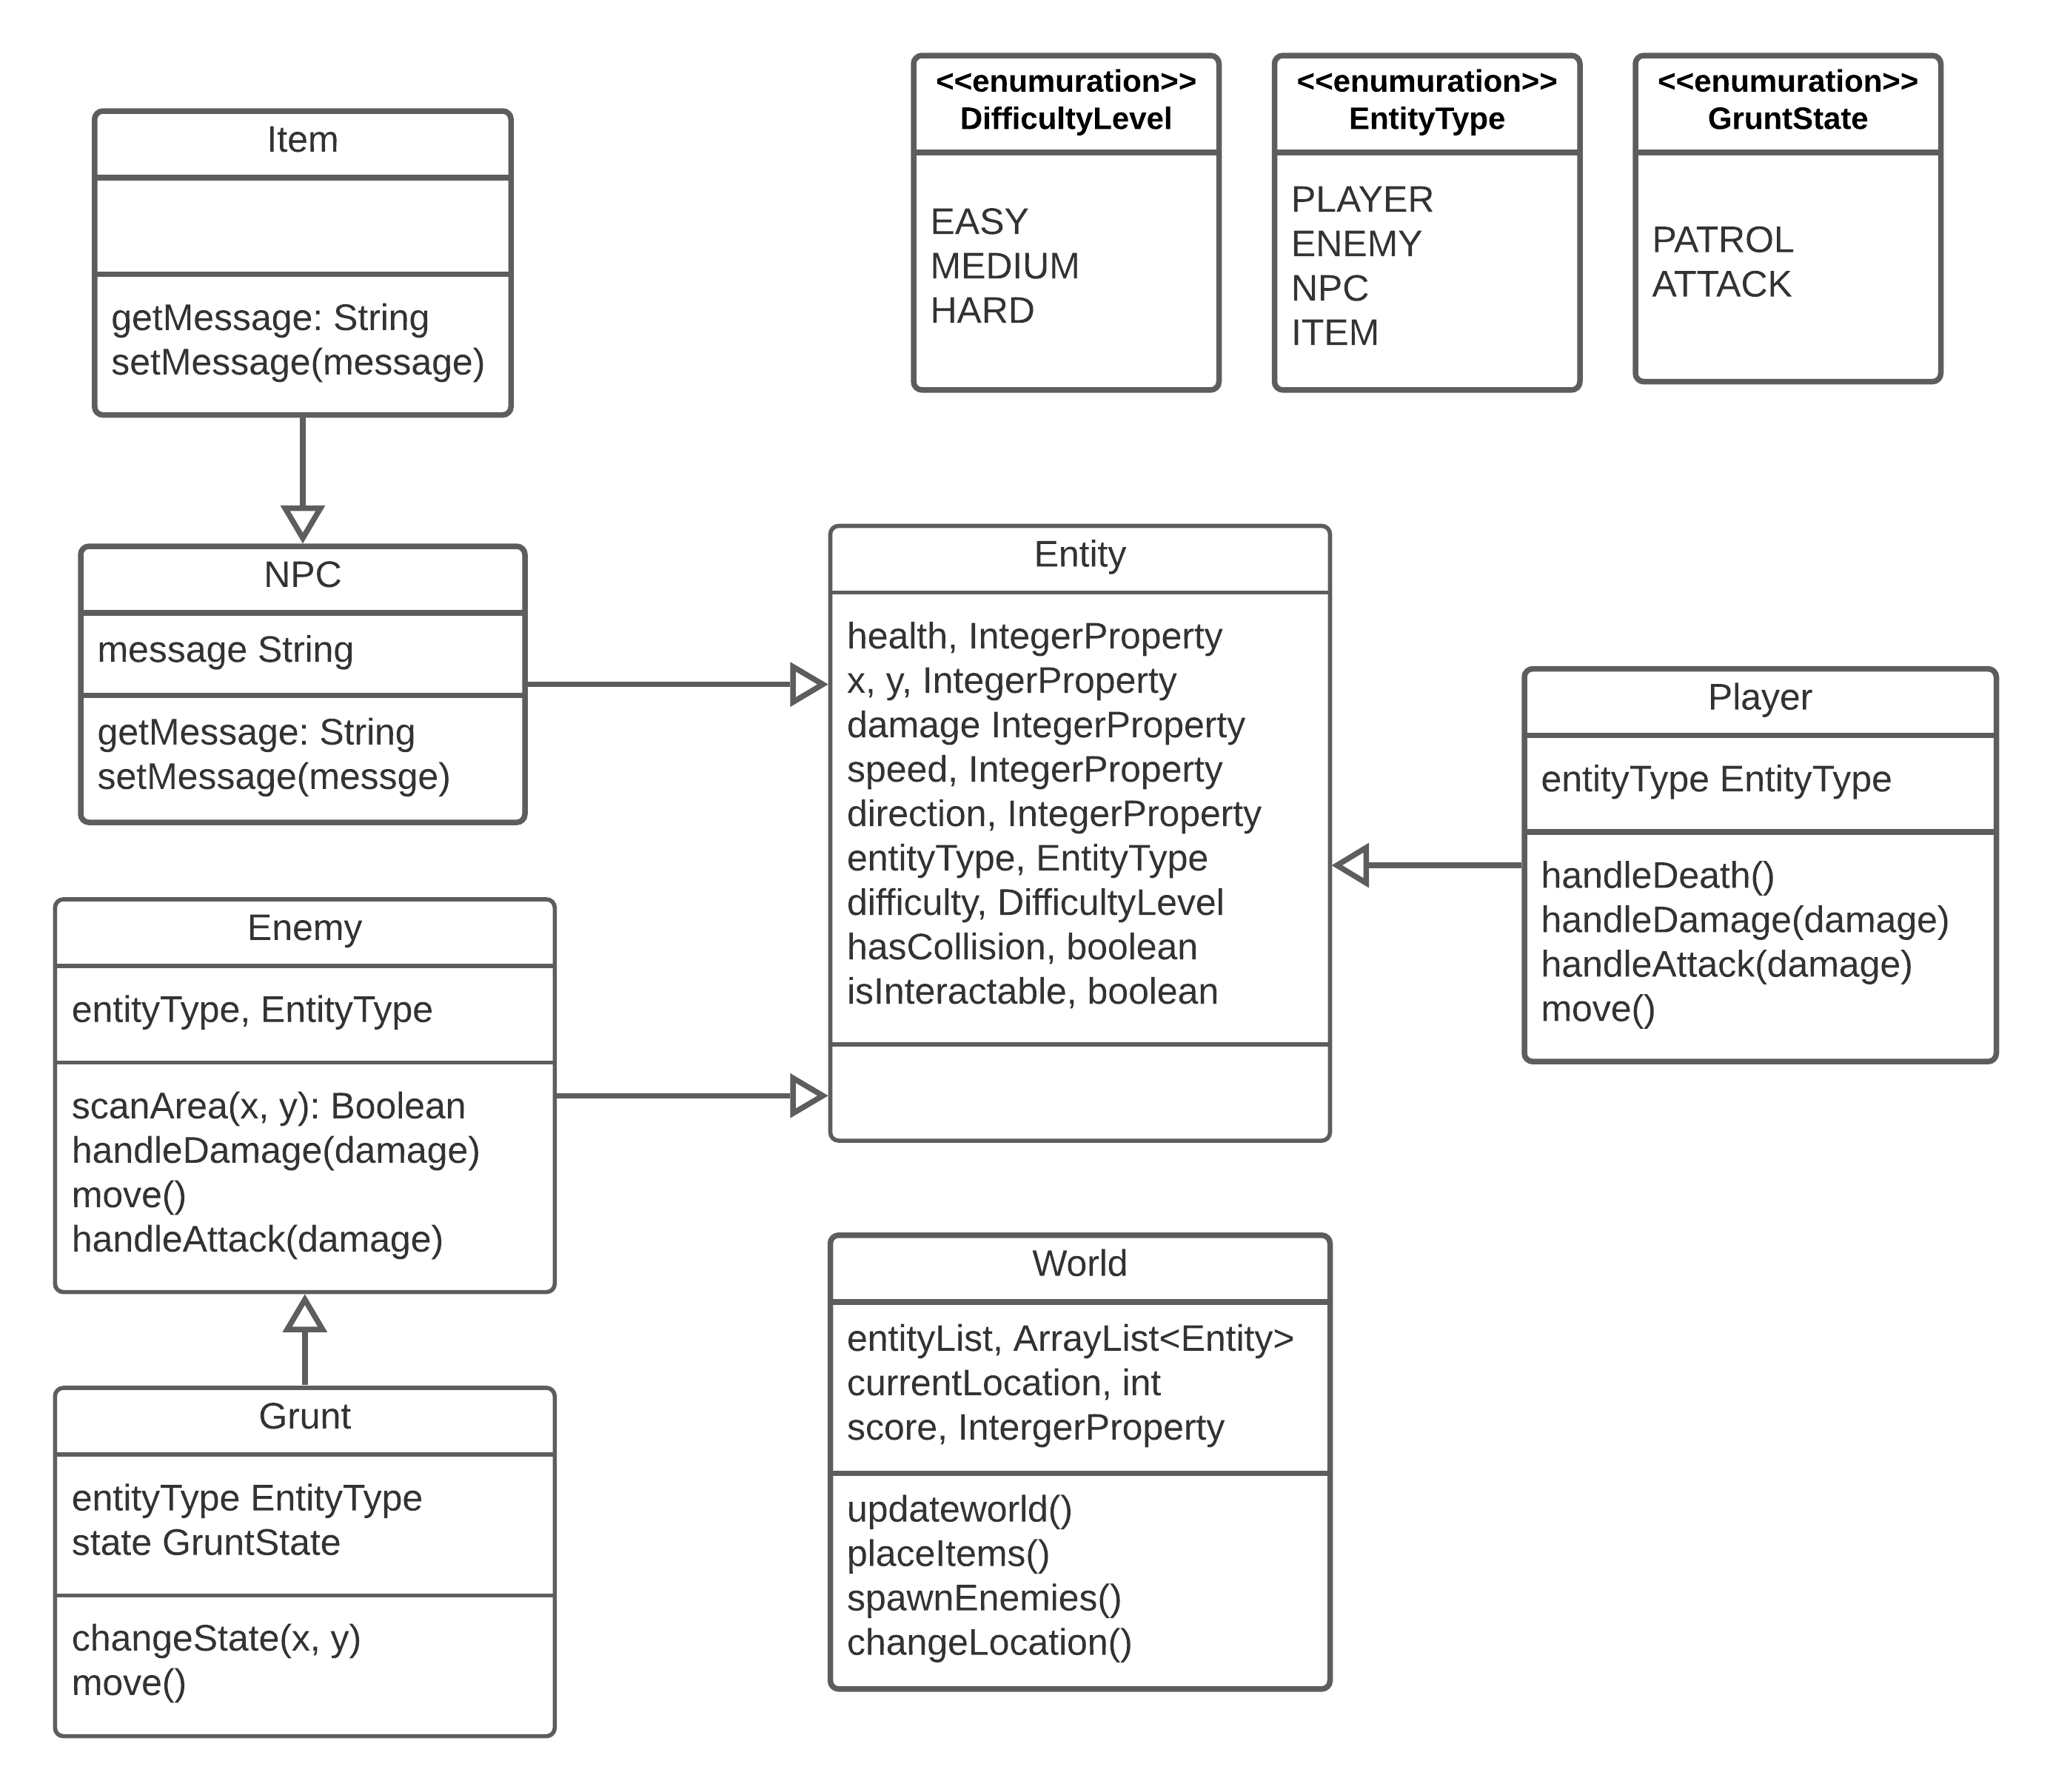 <<enumuration>>
DifficultyLevel
EASY
MEDIUM
HARD
<<enumuration>>
EntityType
PLAYER
ENEMY
NPC
ITEM
<<enumuration>>
GruntState
PATROL
ATTACK
Item
getMessage: String
setMessage(message)
NPC
message String
getMessage: String
setMessage(messge)
Entity
health, IntegerProperty
x, y, IntegerProperty
damage IntegerProperty
speed, IntegerProperty
direction, IntegerProperty
entityType, EntityType
difficulty, DifficultyLevel
hasCollision, boolean
isInteractable, boolean
Player
entityType EntityType
handleDeath()
handleDamage(damage)
handleAttack(damage)
move()
Enemy
entityType, EntityType
scanArea(x, y): Boolean
handleDamage(damage)
move()
handleAttack(damage)
Grunt
entityType EntityType
state GruntState
changeState(x, y)
move()
World
entityList, ArrayList<Entity>
currentLocation, int
score, IntergerProperty
updateworld()
placeItems()
spawnEnemies()
changeLocation()